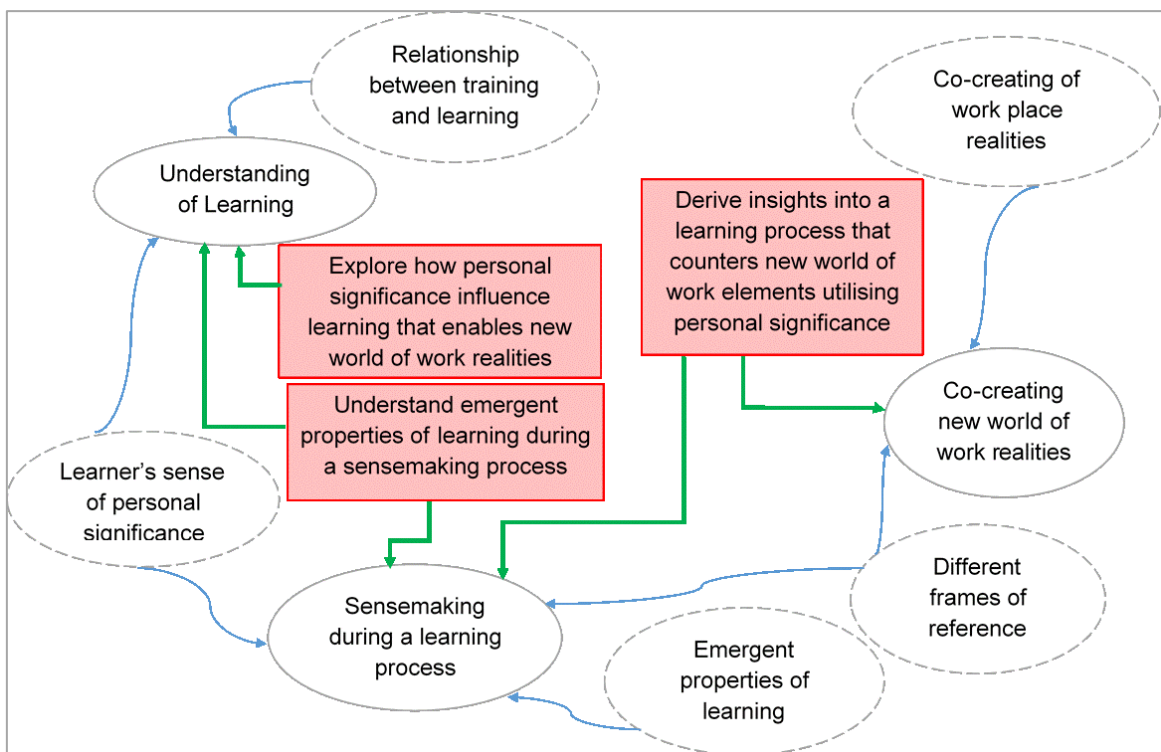 Relationship
between training
and learning
Co-creating of
work place
realities
Understanding
of Learning
Derive insights into a
learning process that
counters new world of
work elements utilising
personal significance
Explore how personal
significance influence
learning that enables new
world of work realities
Understand emergent
properties of learning during
a sensemaking process
Co-creating
new world of
work realities
Learner’s sense
of personal
significance
Different
frames of
reference
Sensemaking
during a learning
process
Emergent
properties of
learning